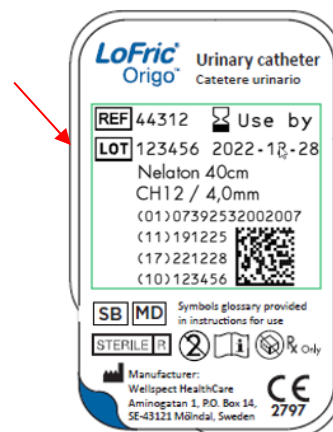 LoFric®
Origo™
Urinary catheter
Catetere urinario
REF 44312 Use by
LOT 123456 2022-12-28
Nelaton 40cm
CH12 / 4,0mm
(01)07392532002007
(11)191225
(17)221228
(10)123456
SB MD Symbols glossary provided
in instructions for use
STERILE R 2 i Rx Only
Manufacturer:
Wellspect HealthCare
Aminogatan 1, P.O. Box 14,
SE-43121 Mölndal, Sweden
CE
2797